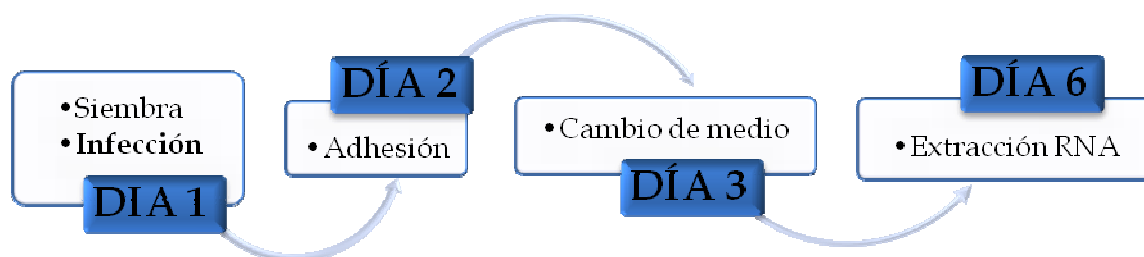 • Siembra
• Infección
DIA 1
DÍA 2
• Adhesión
• Cambio de medio
DÍA 3
DÍA 6
• Extracción RNA